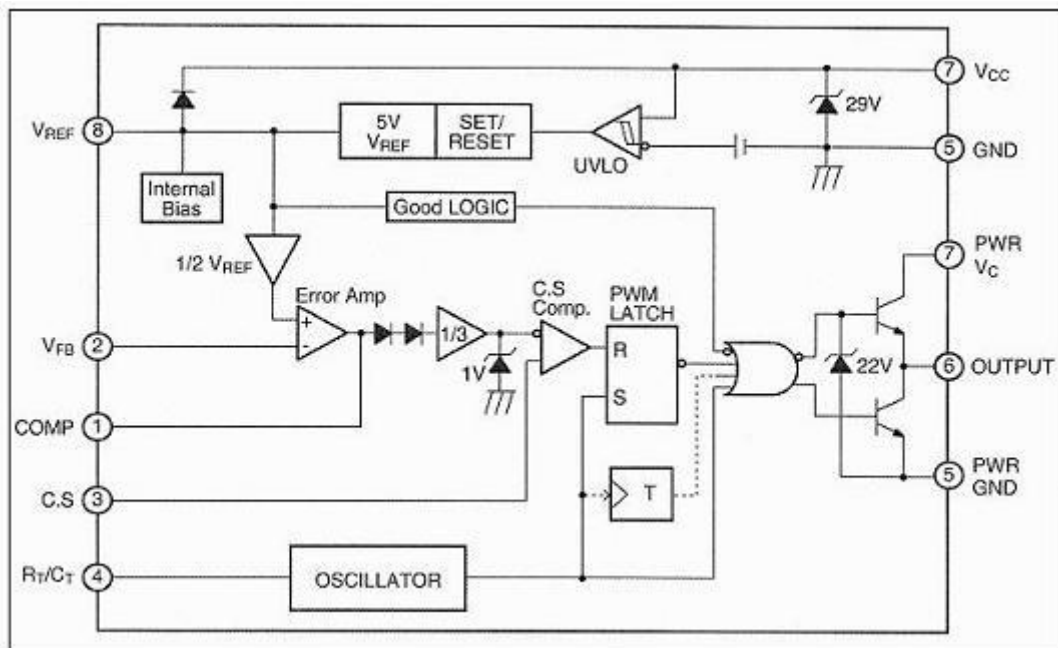 7
VCC
29V
VREF
8
5V
VREF
SET/
RESET
UVLO
5
GND
Internal
Bias
Good LOGIC
1/2 VREF
PWR
VC
7
Error Amp
C.S
Comp.
PWM
LATCH
+
-
1/3
R
VFB
2
1V
22V
6
OUTPUT
S
COMP
1
PWR
GND
5
C.S
3
T
RT/CT
4
OSCILLATOR